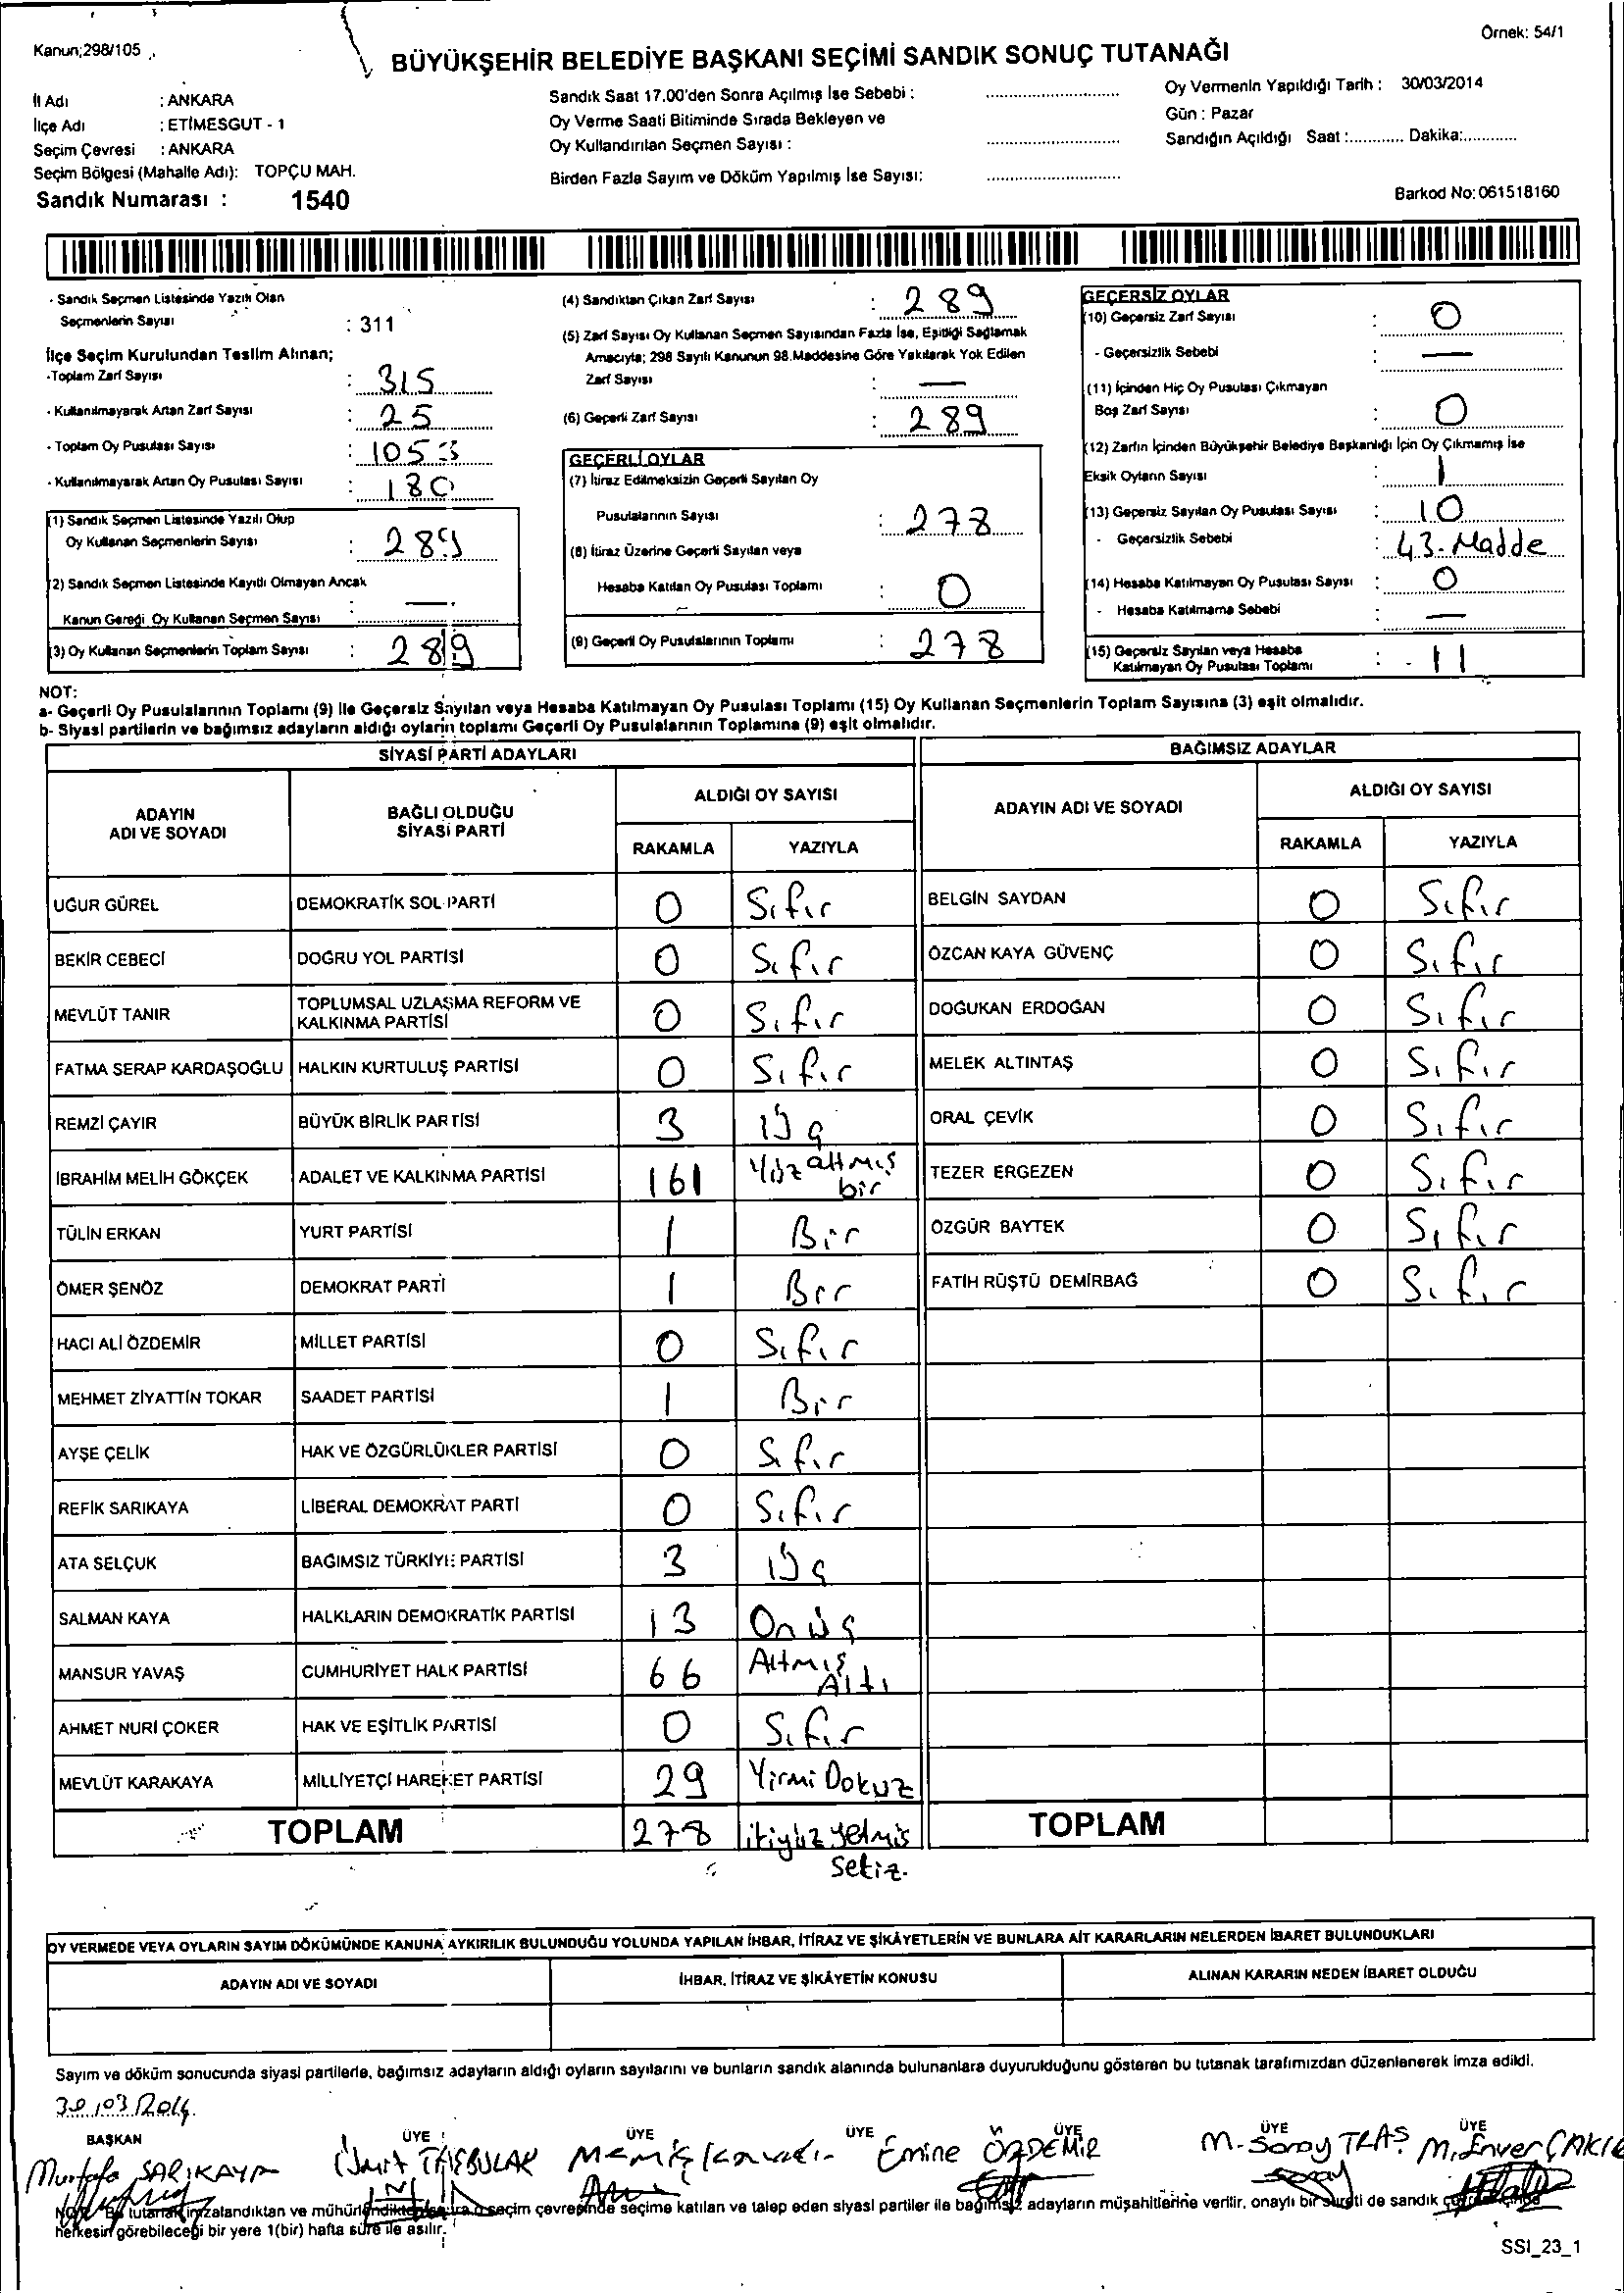 Kanun;298/105
Örnek: 54/1
BÜYÜKŞEHİR BELEDİYE BAŞKANI SEÇİMİ SANDIK SONUÇ TUTANAĞI
İl Adı : ANKARA
İlçe Adı : ETİMESGUT - 1
Seçim Çevresi : ANKARA
Seçim Bölgesi (Mahalle Adı): TOPÇU MAH.
Sandık Numarası : 1540
Sandık Saat 17.00'den Sonra Açılmış İse Sebebi :
Oy Verme Saati Bitiminde Sırada Bekleyen ve
Oy Kullandırılan Seçmen Sayısı :
Birden Fazla Sayım ve Döküm Yapılmış İse Sayısı:
Oy Vermenin Yapıldığı Tarih : 30/03/2014
Gün : Pazar
Sandığın Açıldığı Saat :............ Dakika:............
Barkod No: 061518160
- Sandık Seçmen Listesinde Yazılı Olan
Seçmenlerin Sayısı : 311
İlçe Seçim Kurulundan Teslim Alınan;
-Toplam Zarf Sayısı : 315
- Kullanılmayarak Artan Zarf Sayısı : 25
- Toplam Oy Pusulası Sayısı : 1053
- Kullanılmayarak Artan Oy Pusulası Sayısı : 180
(1) Sandık Seçmen Listesinde Yazılı Olup
Oy Kullanan Seçmenlerin Sayısı : 289
(2) Sandık Seçmen Listesinde Kayıtlı Olmayan Ancak
Kanun Gereği Oy Kullanan Seçmen Sayısı : —
(3) Oy Kullanan Seçmenlerin Toplam Sayısı : 289
(4) Sandıktan Çıkan Zarf Sayısı : 289
(5) Zarf Sayısı Oy Kullanan Seçmen Sayısından Fazla İse, Eşitliği Sağlamak
Amacıyla; 298 Sayılı Kanunun 98.Maddesine Göre Yakılarak Yok Edilen
Zarf Sayısı : —
(6) Geçerli Zarf Sayısı : 289
GEÇERLİ OYLAR
(7) İtiraz Edilmeksizin Geçerli Sayılan Oy
Pusulalarının Sayısı : 278
(8) İtiraz Üzerine Geçerli Sayılan veya
Hesaba Katılan Oy Pusulası Toplamı : 0
(9) Geçerli Oy Pusulalarının Toplamı : 278
GEÇERSİZ OYLAR
(10) Geçersiz Zarf Sayısı : 0
- Geçersizlik Sebebi : —
(11) İçinden Hiç Oy Pusulası Çıkmayan
Boş Zarf Sayısı : 0
(12) Zarfın İçinden Büyükşehir Belediye Başkanlığı İçin Oy Çıkmamış İse
Eksik Oyların Sayısı : 1
(13) Geçersiz Sayılan Oy Pusulası Sayısı : 10
- Geçersizlik Sebebi : 43. Madde
(14) Hesaba Katılmayan Oy Pusulası Sayısı : 0
- Hesaba Katılmama Sebebi : —
(15) Geçersiz Sayılan veya Hesaba
Katılmayan Oy Pusulası Toplamı : 11
NOT:
a- Geçerli Oy Pusulalarının Toplamı (9) İle Geçersiz Sayılan veya Hesaba Katılmayan Oy Pusulası Toplamı (15) Oy Kullanan Seçmenlerin Toplam Sayısına (3) eşit olmalıdır.
b- Siyasi partilerin ve bağımsız adayların aldığı oyların toplamı Geçerli Oy Pusulalarının Toplamına (9) eşit olmalıdır.
SİYASİ PARTİ ADAYLARI
ADAYIN ADI VE SOYADI BAĞLI OLDUĞU SİYASİ PARTİ ALDIĞI OY SAYISI
RAKAMLA YAZIYLA
UĞUR GÜREL DEMOKRATİK SOL PARTİ 0 Sıfır
BEKİR CEBECİ DOĞRU YOL PARTİSİ 0 Sıfır
MEVLÜT TANIR TOPLUMSAL UZLAŞMA REFORM VE KALKINMA PARTİSİ 0 Sıfır
FATMA SERAP KARDAŞOĞLU HALKIN KURTULUŞ PARTİSİ 0 Sıfır
REMZİ ÇAYIR BÜYÜK BİRLİK PARTİSİ 3 Üç
İBRAHİM MELİH GÖKÇEK ADALET VE KALKINMA PARTİSİ 161 Yüz altmış bir
TÜLİN ERKAN YURT PARTİSİ 1 Bir
ÖMER ŞENÖZ DEMOKRAT PARTİ 1 Bir
HACI ALİ ÖZDEMİR MİLLET PARTİSİ 0 Sıfır
MEHMET ZİYATTİN TOKAR SAADET PARTİSİ 1 Bir
AYŞE ÇELİK HAK VE ÖZGÜRLÜKLER PARTİSİ 0 Sıfır
REFİK SARIKAYA LİBERAL DEMOKRAT PARTİ 0 Sıfır
ATA SELÇUK BAĞIMSIZ TÜRKİYE PARTİSİ 3 Üç
SALMAN KAYA HALKLARIN DEMOKRATİK PARTİSİ 13 On üç
MANSUR YAVAŞ CUMHURİYET HALK PARTİSİ 66 Altmış Altı
AHMET NURİ ÇOKER HAK VE EŞİTLİK PARTİSİ 0 Sıfır
MEVLÜT KARAKAYA MİLLİYETÇİ HAREKET PARTİSİ 29 Yirmi Dokuz
TOPLAM 278 ikiyüz yetmiş sekiz.
BAĞIMSIZ ADAYLAR
ADAYIN ADI VE SOYADI ALDIĞI OY SAYISI
RAKAMLA YAZIYLA
BELGİN SAYDAN 0 Sıfır
ÖZCAN KAYA GÜVENÇ 0 Sıfır
DOĞUKAN ERDOĞAN 0 Sıfır
MELEK ALTINTAŞ 0 Sıfır
ORAL ÇEVİK 0 Sıfır
TEZER ERGEZEN 0 Sıfır
ÖZGÜR BAYTEK 0 Sıfır
FATİH RÜŞTÜ DEMİRBAĞ 0 Sıfır
TOPLAM
OY VERMEDE VEYA OYLARIN SAYIM DÖKÜMÜNDE KANUNA AYKIRILIK BULUNDUĞU YOLUNDA YAPILAN İHBAR, İTİRAZ VE ŞİKÂYETLERİN VE BUNLARA AİT KARARLARIN NELERDEN İBARET BULUNDUKLARI
ADAYIN ADI VE SOYADI İHBAR, İTİRAZ VE ŞİKÂYETİN KONUSU ALINAN KARARIN NEDEN İBARET OLDUĞU
Sayım ve döküm sonucunda siyasi partilerle, bağımsız adayların aldığı oyların sayılarını ve bunların sandık alanında bulunanlara duyurulduğunu gösteren bu tutanak tarafımızdan düzenlenerek imza edildi.
30/03/2014
BAŞKAN ÜYE ÜYE ÜYE ÜYE ÜYE ÜYE
Mustafa SARIKAYA Ümit Memiş Emine ÖZDEMİR M. Soray TLAŞ M. Enver ÇAKIR
NOT: Bu tutanak imzalandıktan ve mühürlendikten sonra o seçim çevresinde seçime katılan ve talep eden siyasi partiler ile bağımsız adayların müşahitlerine verilir, onaylı bir sureti de sandık çevresi içinde
herkesin görebileceği bir yere 1(bir) hafta süre ile asılır.
SSI_23_1